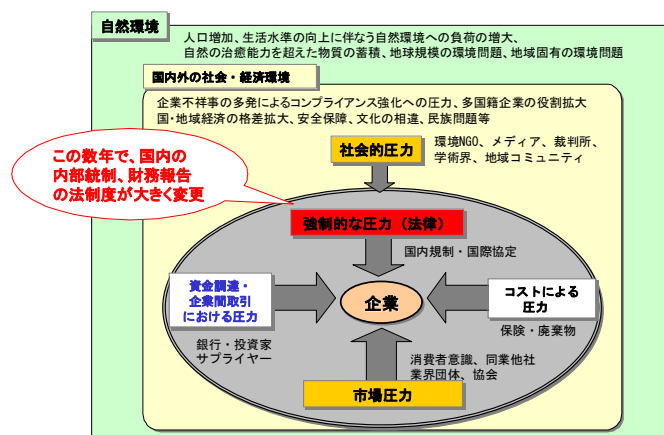 自然環境
人口増加、生活水準の向上に伴なう自然環境への負荷の増大、
自然の治癒能力を超えた物質の蓄積、地球規模の環境問題、地域固有の環境問題
国内外の社会・経済環境
企業不祥事の多発によるコンプライアンス強化への圧力、多国籍企業の役割拡大
国・地域経済の格差拡大、安全保障、文化の相違、民族問題等
この数年で、国内の
内部統制、財務報告
の法制度が大きく変更
社会的圧力
環境NGO、メディア、裁判所、
学術界、地域コミュニティ
強制的な圧力（法律）
国内規制・国際協定
資金調達・
企業間取引
における圧力
企業
コストによる
圧力
銀行・投資家
サプライヤー
保険・廃棄物
消費者意識、同業他社
業界団体、協会
市場圧力